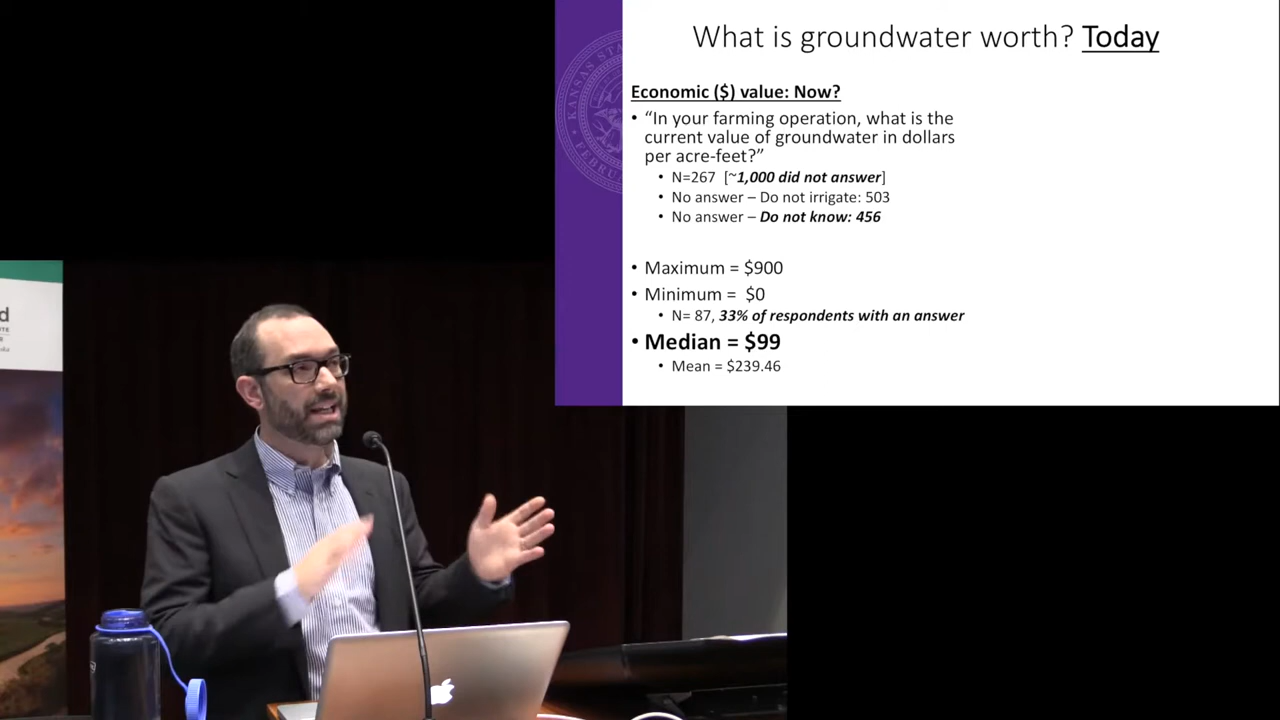 What is groundwater worth? Today
Economic ($) value: Now?
• “In your farming operation, what is the
current value of groundwater in dollars
per acre-feet?”
• N=267 [~1,000 did not answer]
• No answer – Do not irrigate: 503
• No answer – Do not know: 456
• Maximum = $900
• Minimum = $0
• N= 87, 33% of respondents with an answer
• Median = $99
• Mean = $239.46
KANSAS STA
FEBRU
d